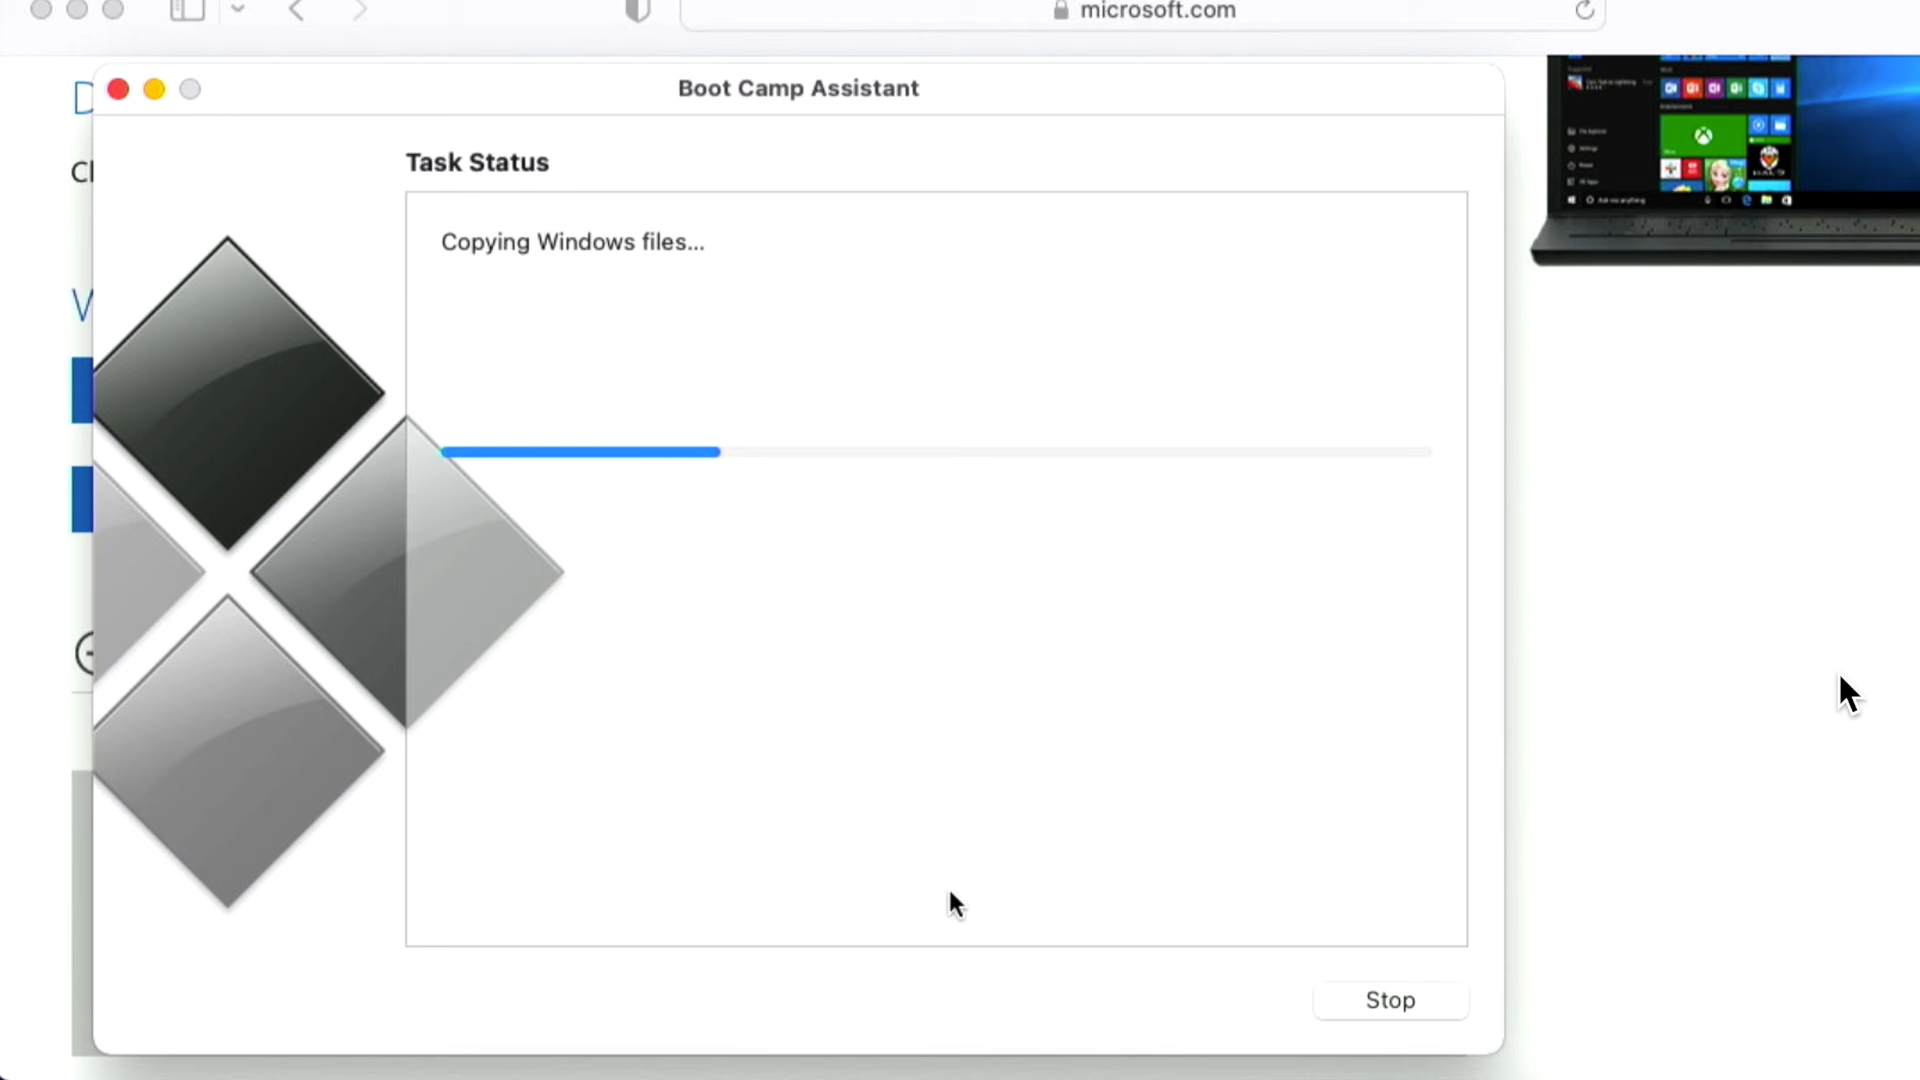 microsoft.com
Boot Camp Assistant
Task Status
Copying Windows files...
Stop